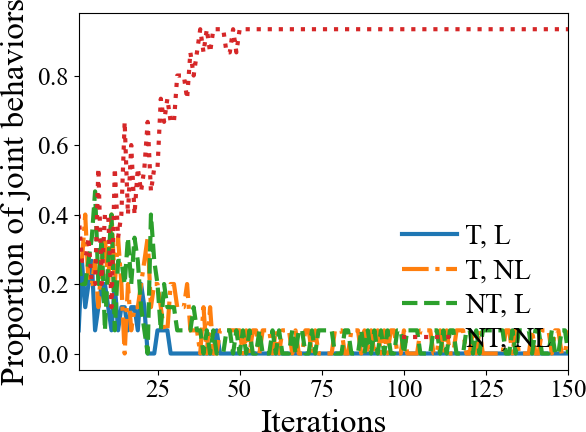 Proportion of joint behaviors
0.8
0.6
0.4
0.2
0.0
T, L
T, NL
NT, L
NT, NL
25
50
75
100
125
150
Iterations